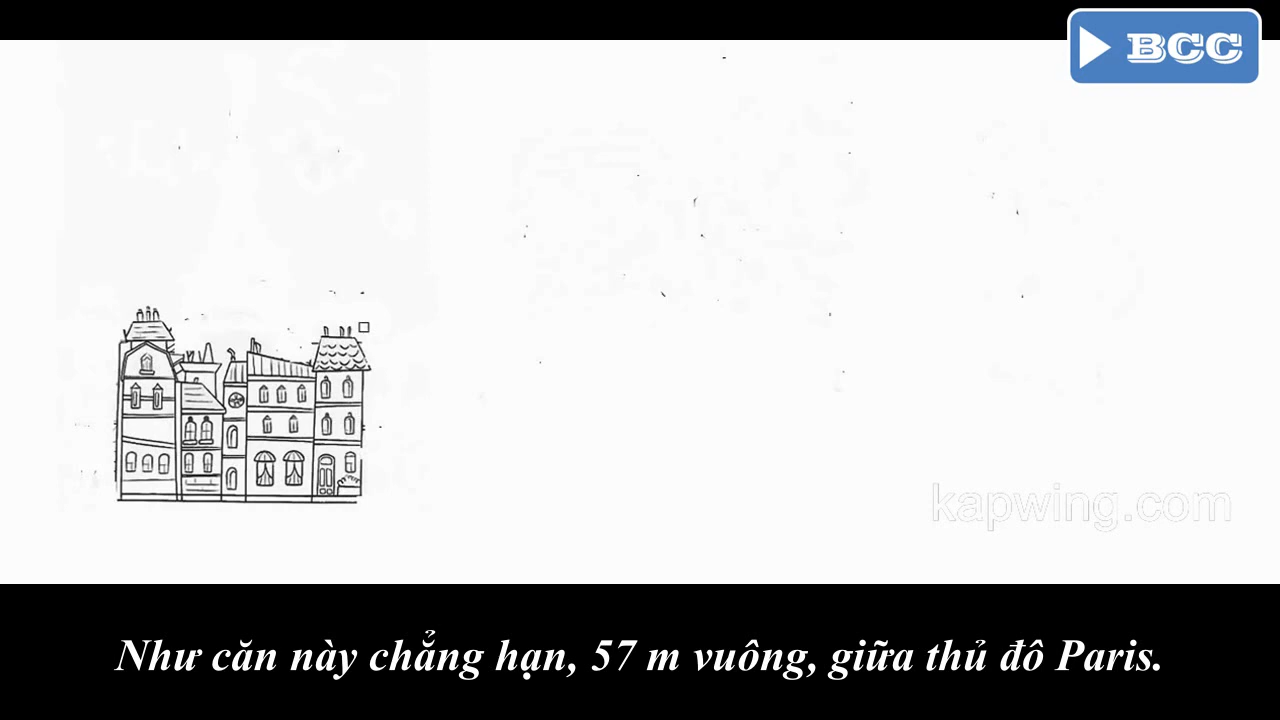 BCC
kapwing.com
Như căn này chẳng hạn, 57 m vuông, giữa thủ đô Paris.